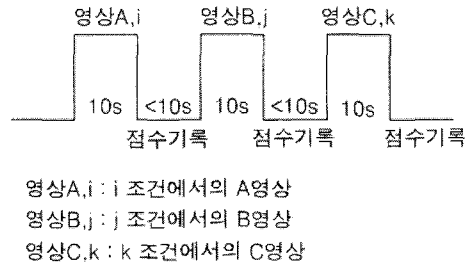 영상A,i 영상B,j 영상C,k
10s <10s 10s <10s 10s
점수기록 점수기록 점수기록
영상A,i : i 조건에서의 A영상
영상B,j : j 조건에서의 B영상
영상C,k : k 조건에서의 C영상